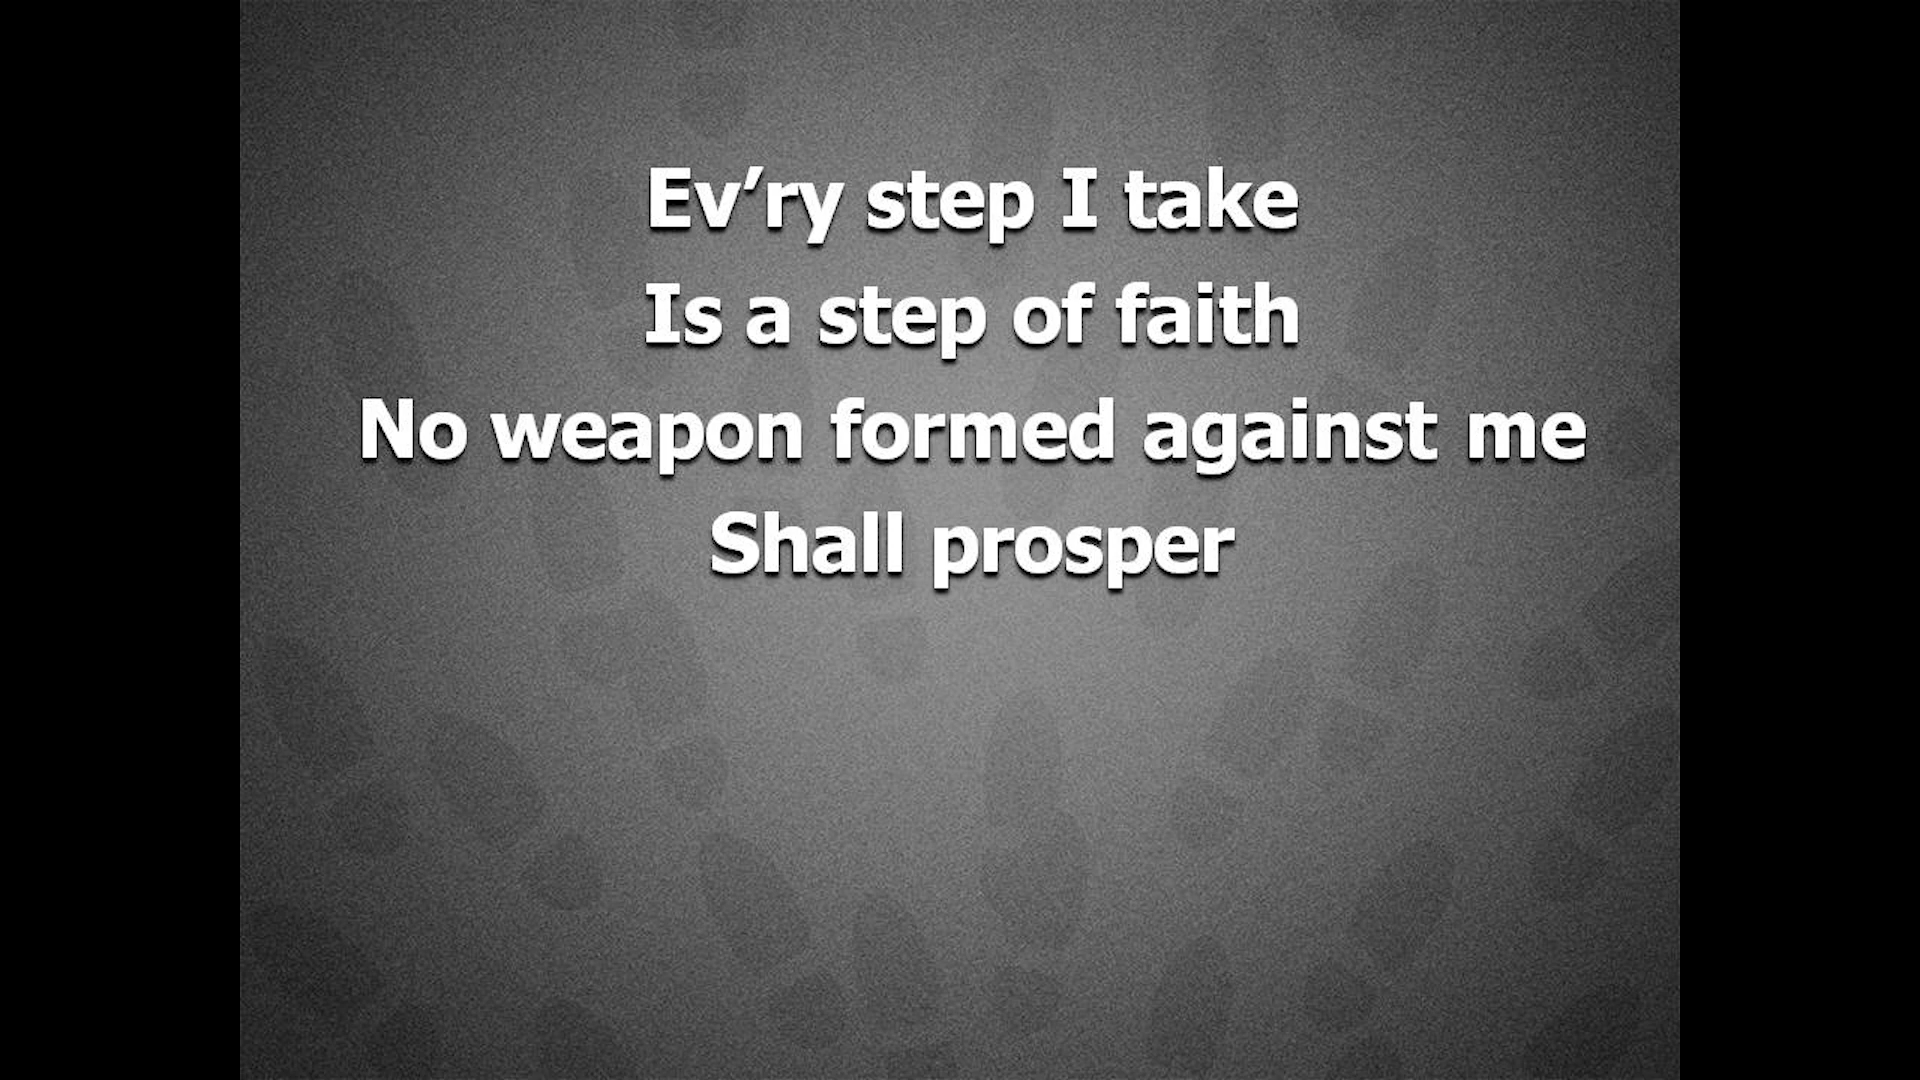 Ev’ry step I take
Is a step of faith
No weapon formed against me
Shall prosper